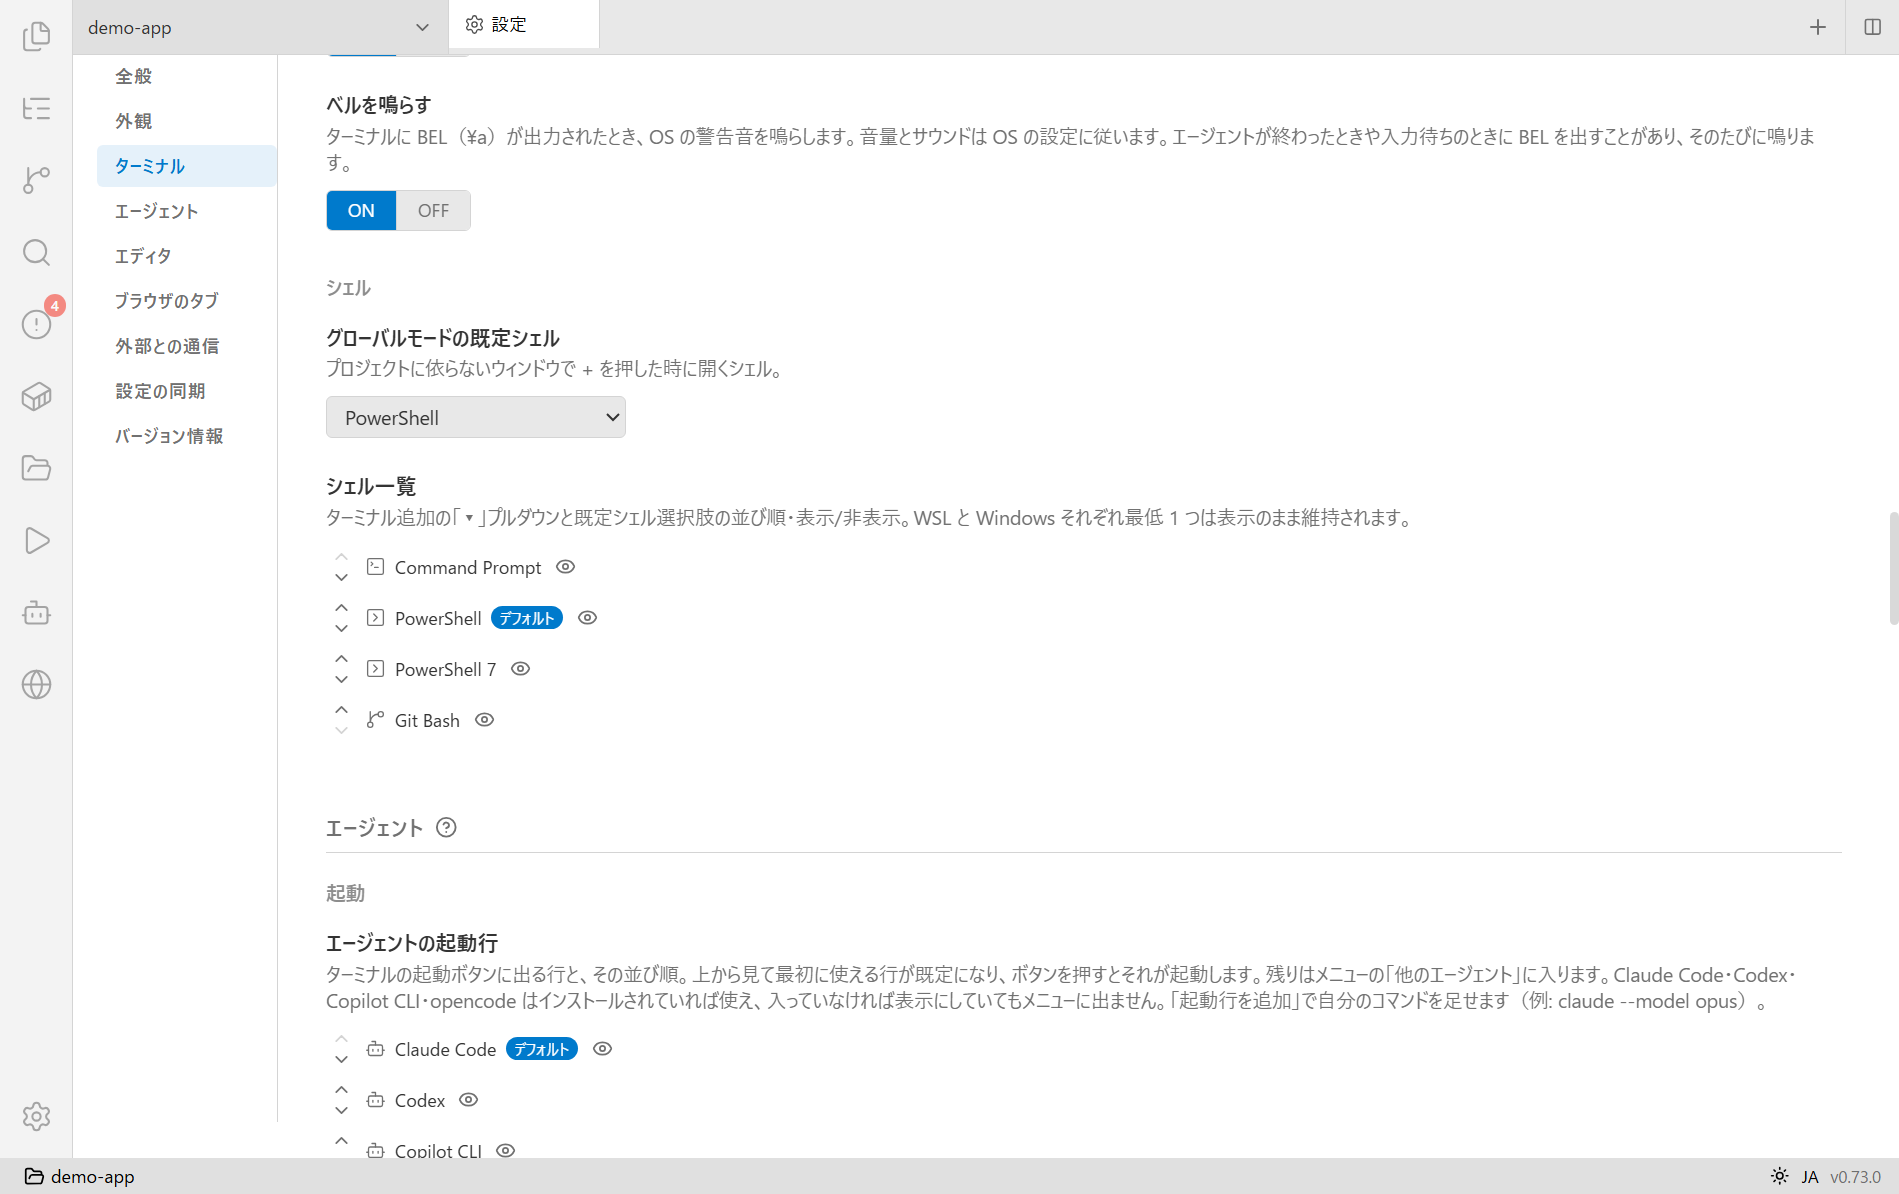 demo-app
設定
全般
外観
ターミナル
エージェント
エディタ
ブラウザのタブ
外部との通信
設定の同期
バージョン情報
4
ベルを鳴らす
ターミナルに BEL（¥a）が出力されたとき、OS の警告音を鳴らします。音量とサウンドは OS の設定に従います。エージェントが終わったときや入力待ちのときに BEL を出すことがあり、そのたびに鳴りま
す。
ON OFF
シェル
グローバルモードの既定シェル
プロジェクトに依らないウィンドウで + を押した時に開くシェル。
PowerShell
シェル一覧
ターミナル追加の「▾」プルダウンと既定シェル選択肢の並び順・表示/非表示。WSL と Windows それぞれ最低 1 つは表示のまま維持されます。
Command Prompt
PowerShell デフォルト
PowerShell 7
Git Bash
エージェント
起動
エージェントの起動行
ターミナルの起動ボタンに出る行と、その並び順。上から見て最初に使える行が既定になり、ボタンを押すとそれが起動します。残りはメニューの「他のエージェント」に入ります。Claude Code・Codex・
Copilot CLI・opencode はインストールされていれば使え、入っていなければ表示にしていてもメニューに出ません。「起動行を追加」で自分のコマンドを足せます（例: claude --model opus）。
Claude Code デフォルト
Codex
Copilot CLI
demo-app
JA v0.73.0